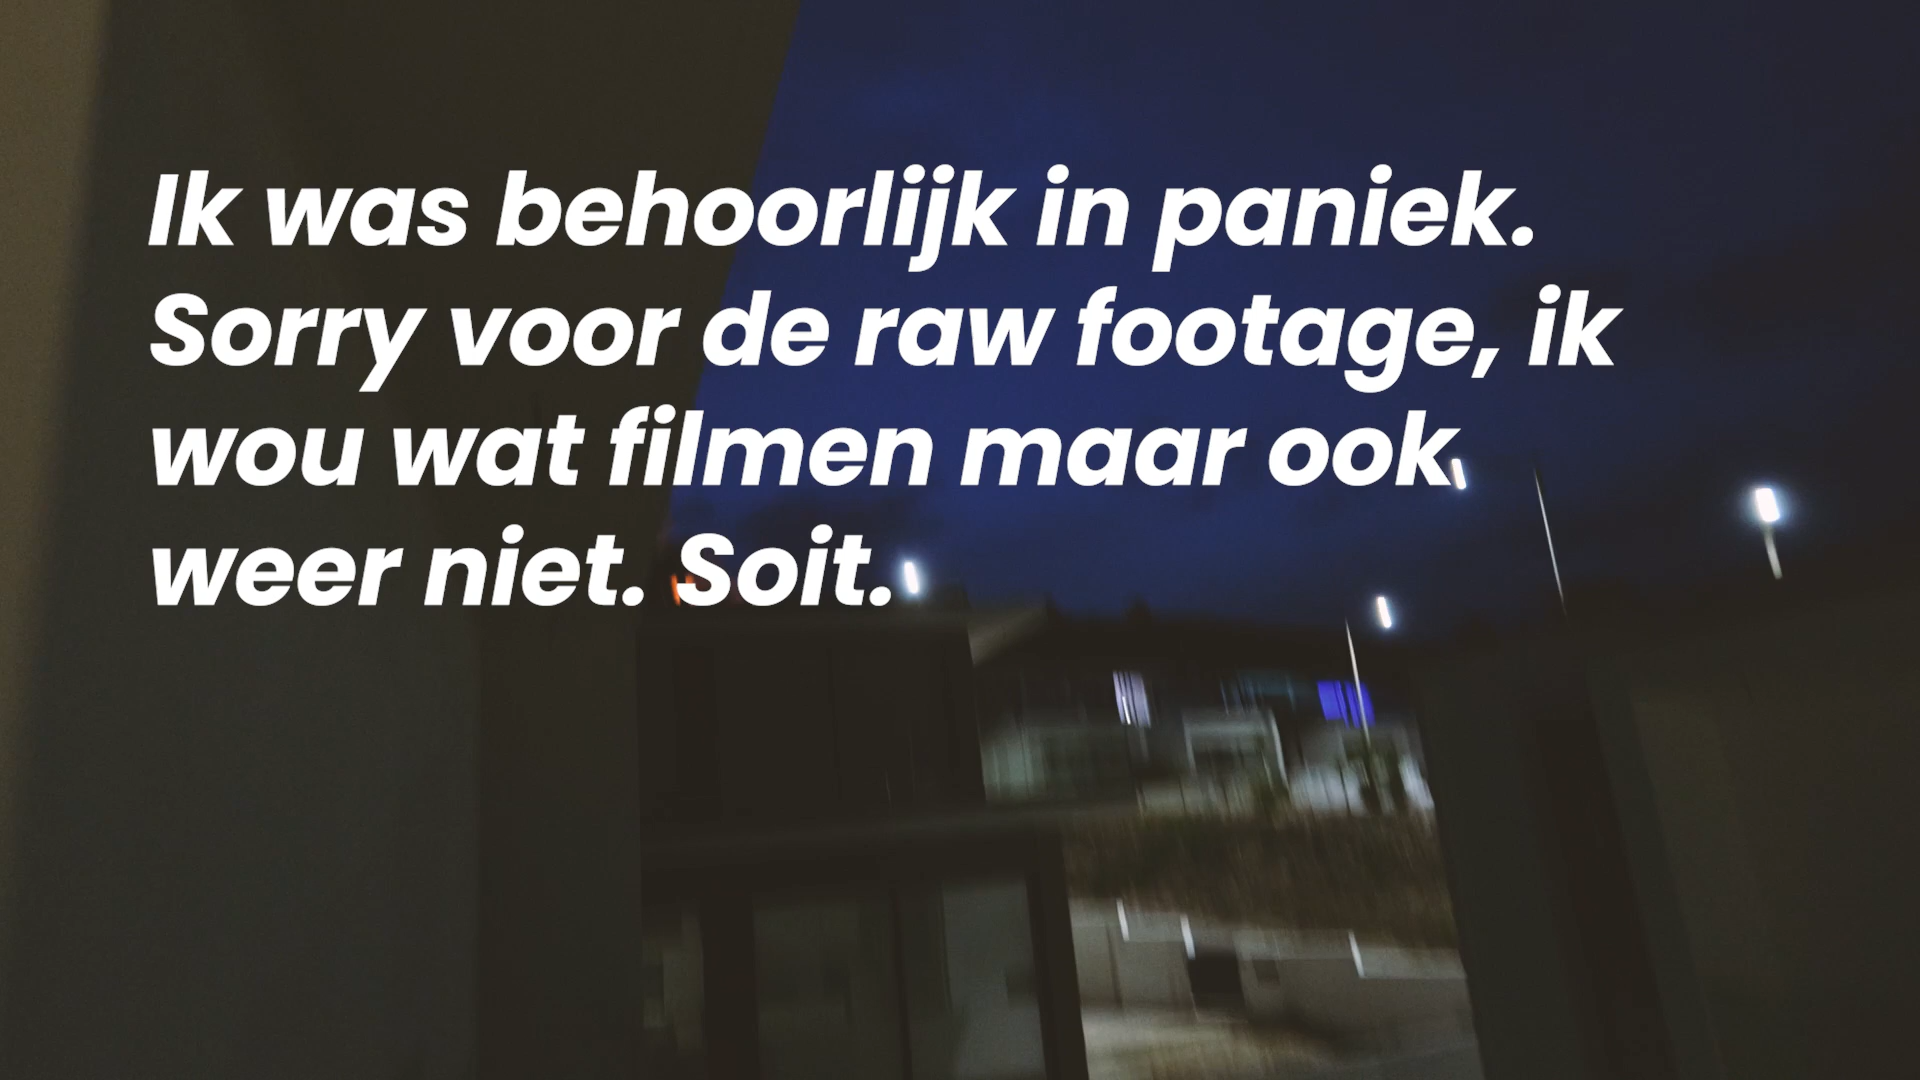 Ik was behoorlijk in paniek.
Sorry voor de raw footage, ik
wou wat filmen maar ook
weer niet. Soit.